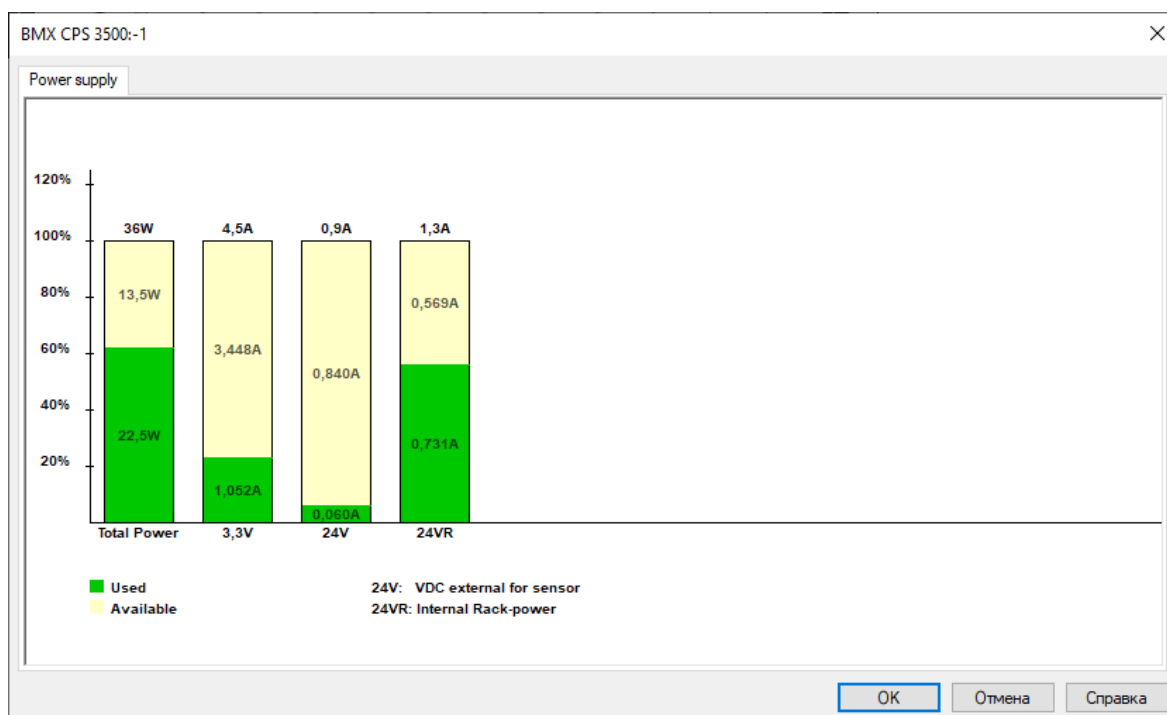 BMX CPS 3500:-1
Power supply
120%
100%
80%
60%
40%
20%
36W
4,5A
0,9A
1,3A
13,5W
3,448A
0,840A
0,569A
22,5W
1,052A
0,060A
0,731A
Total Power
3,3V
24V
24VR
Used
Available
24V: VDC external for sensor
24VR: Internal Rack-power
OK
Отмена
Справка